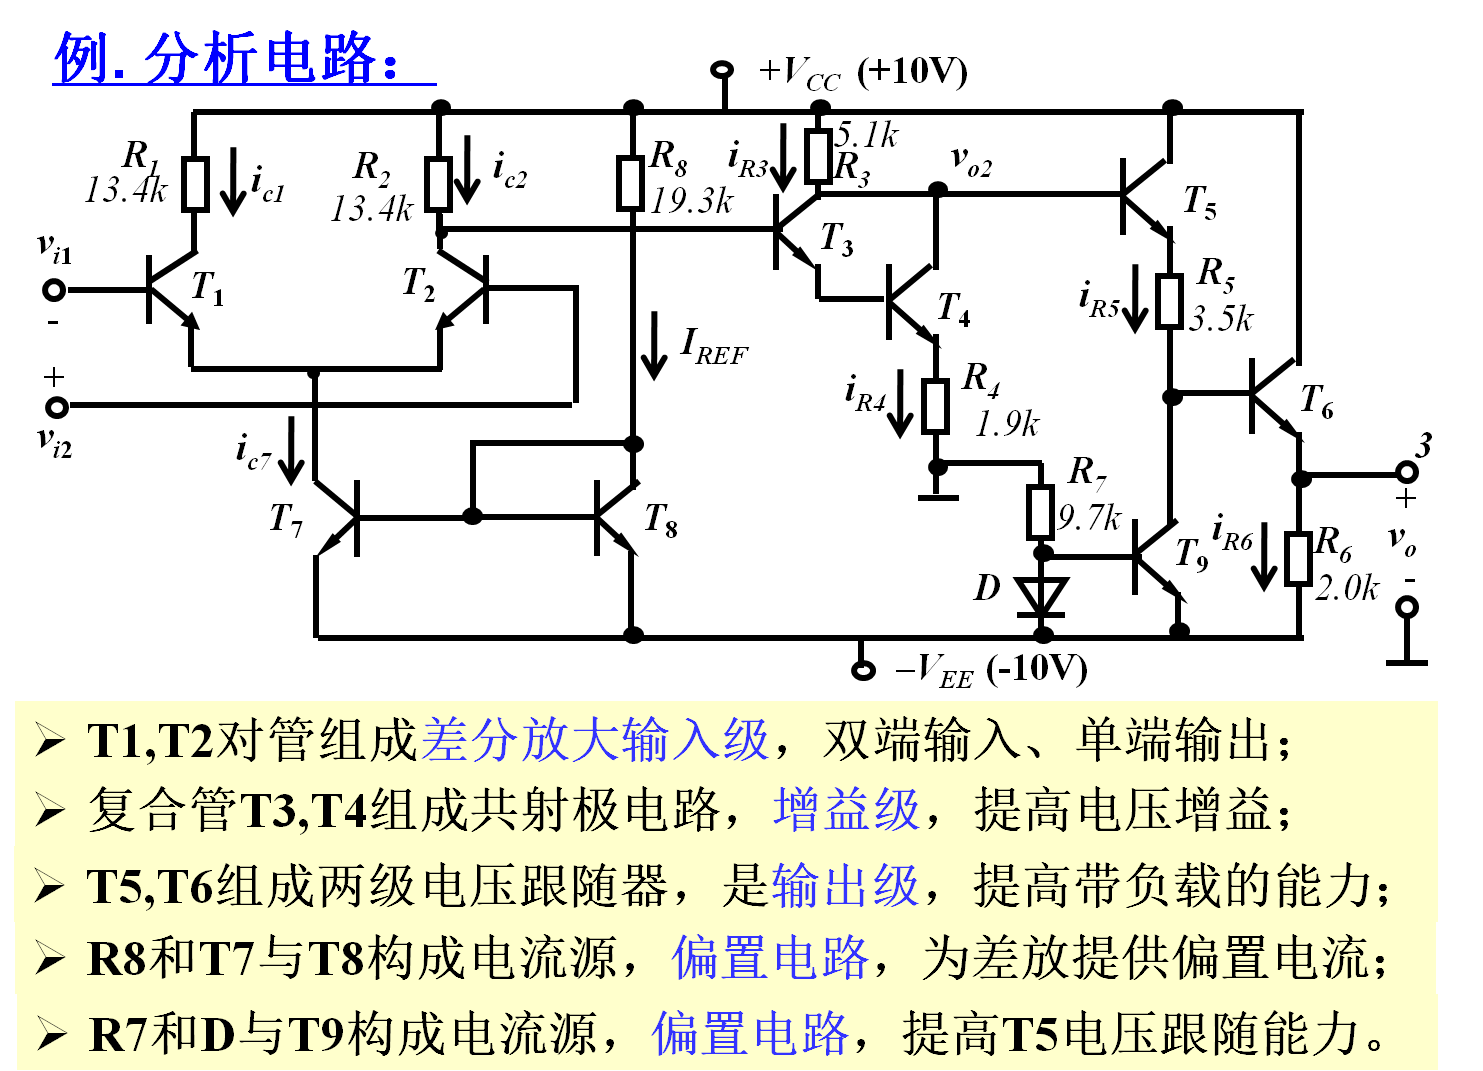 例. 分析电路：
+VCC (+10V)
R1
13.4k
ic1
R2
13.4k
ic2
R8
19.3k
iR3
5.1k
R3
vo2
T5
vi1
-
T1
T2
T3
+
vi2
IREF
T4
iR5
R5
3.5k
iR4
R4
1.9k
T6
ic7
T7
T8
R7
9.7k
D
T9
iR6
R6
2.0k
3
+
vo
-
–VEE (-10V)
➢ T1,T2对管组成差分放大输入级，双端输入、单端输出；
➢ 复合管T3,T4组成共射极电路，增益级，提高电压增益；
➢ T5,T6组成两级电压跟随器，是输出级，提高带负载的能力；
➢ R8和T7与T8构成电流源，偏置电路，为差放提供偏置电流；
➢ R7和D与T9构成电流源，偏置电路，提高T5电压跟随能力。